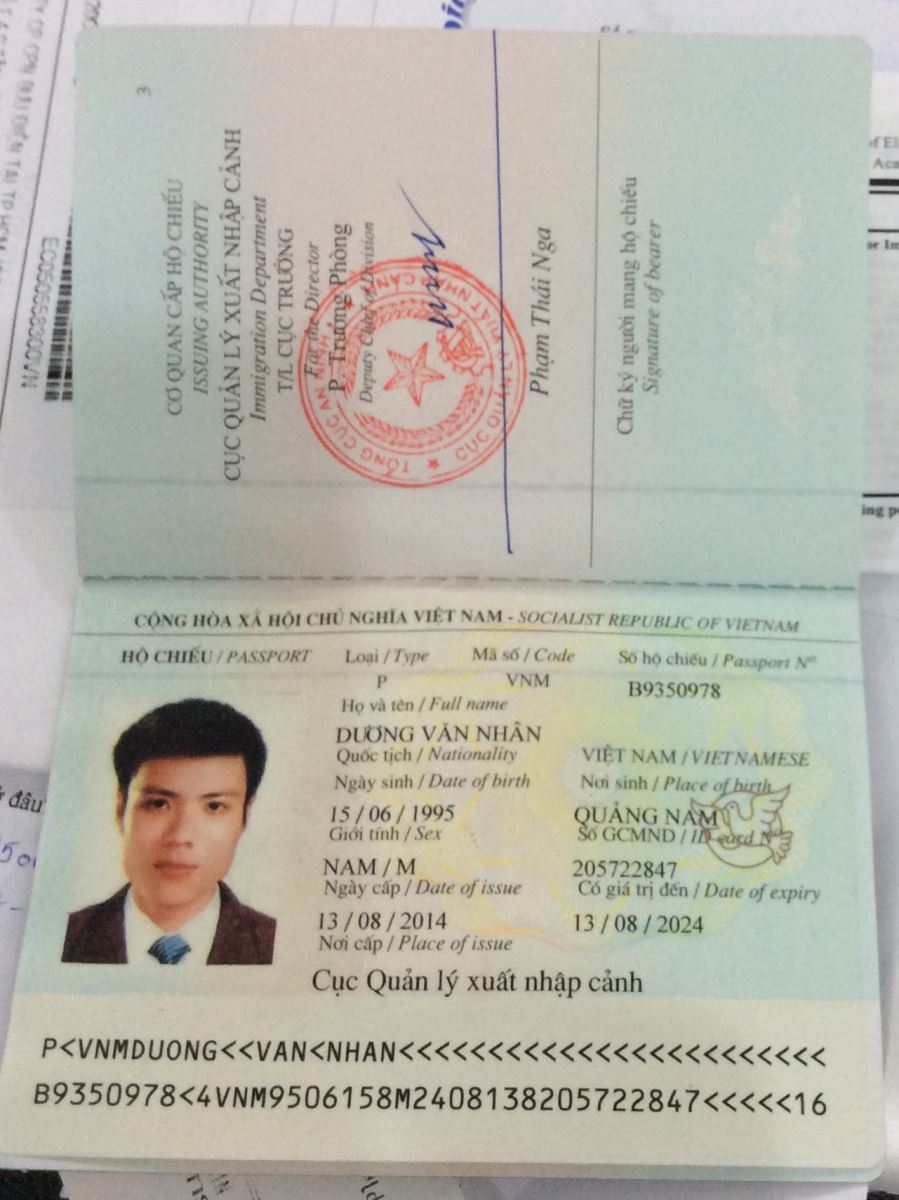 3
CƠ QUAN CẤP HỘ CHIẾU
ISSUING AUTHORITY
CỤC QUẢN LÝ XUẤT NHẬP CẢNH
Immigration Department
T/L CỤC TRƯỞNG
For the Director
P. Trưởng Phòng
Deputy Chief of Division
TỔNG CỤC AN NINH
CỤC QUẢN LÝ XUẤT NHẬP CẢNH
Phạm Thái Nga
Chữ ký người mang hộ chiếu
Signature of bearer
CỘNG HÒA XÃ HỘI CHỦ NGHĨA VIỆT NAM - SOCIALIST REPUBLIC OF VIETNAM
HỘ CHIẾU / PASSPORT Loại / Type Mã số / Code Số hộ chiếu / Passport Nº
P VNM B9350978
Họ và tên / Full name
DƯƠNG VĂN NHÂN
Quốc tịch / Nationality VIỆT NAM / VIETNAMESE
Ngày sinh / Date of birth Nơi sinh / Place of birth
15 / 06 / 1995 QUẢNG NAM
Giới tính / Sex Số GCMND / ID card Nº
NAM / M 205722847
Ngày cấp / Date of issue Có giá trị đến / Date of expiry
13 / 08 / 2014 13 / 08 / 2024
Nơi cấp / Place of issue
Cục Quản lý xuất nhập cảnh
P<VNMDUONG<<VAN<NHAN<<<<<<<<<<<<<<<<<<<<<<<<
B9350978<4VNM9506158M2408138205722847<<<<<16